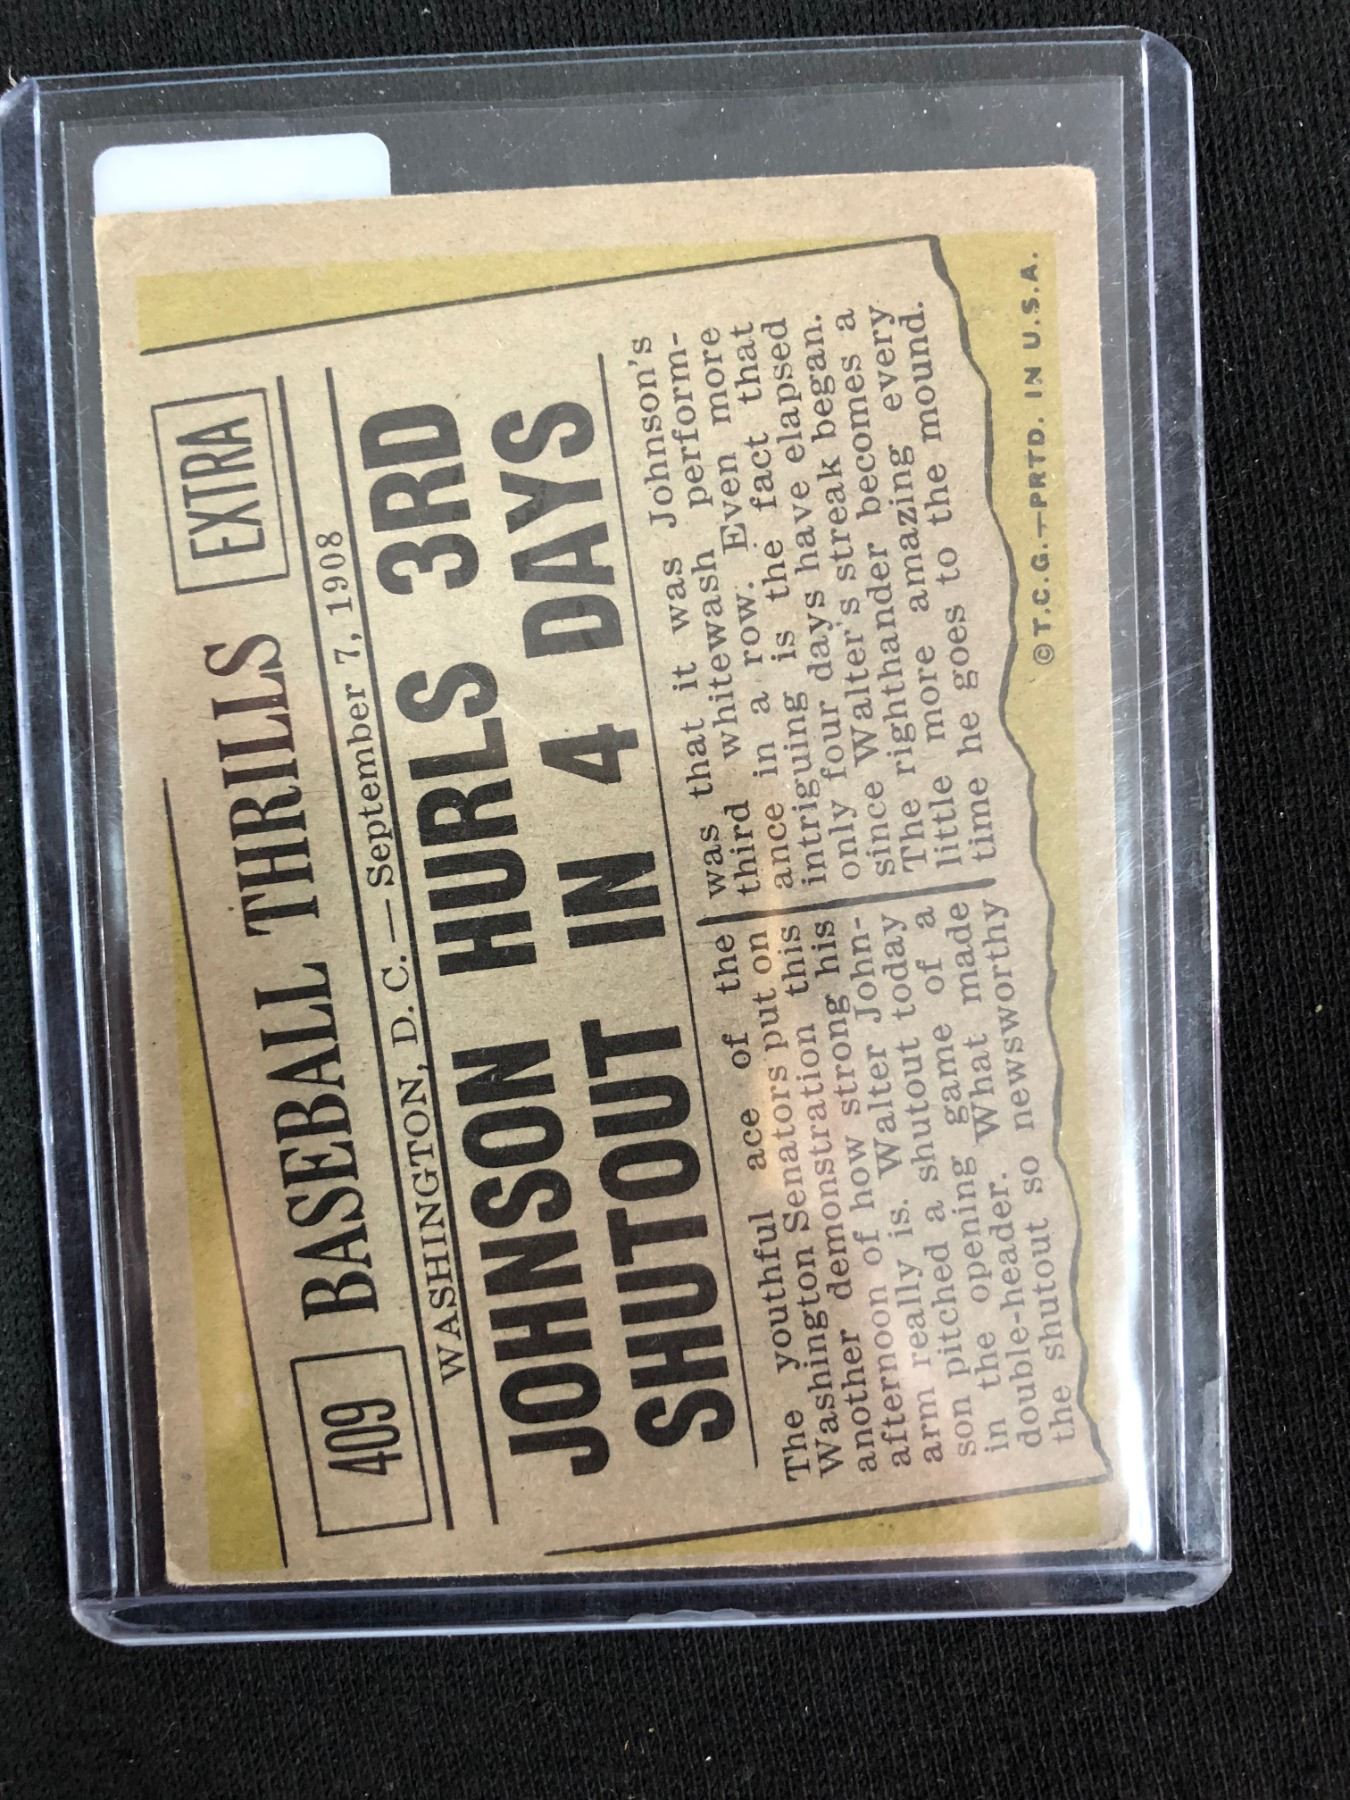 409 BASEBALL THRILLS EXTRA
WASHINGTON, D. C.—September 7, 1908
JOHNSON HURLS 3RD
SHUTOUT IN 4 DAYS
The youthful ace of the
Washington Senators put on
another demonstration this
afternoon of how strong his
arm really is. Walter John-
son pitched a shutout today
in the opening game of a
double-header. What made
the shutout so newsworthy
was that it was Johnson's
third whitewash perform-
ance in a row. Even more
intriguing is the fact that
only four days have elapsed
since Walter's streak began.
The righthander becomes a
little more amazing every
time he goes to the mound.
©T.C.G.—PRTD. IN U.S.A.